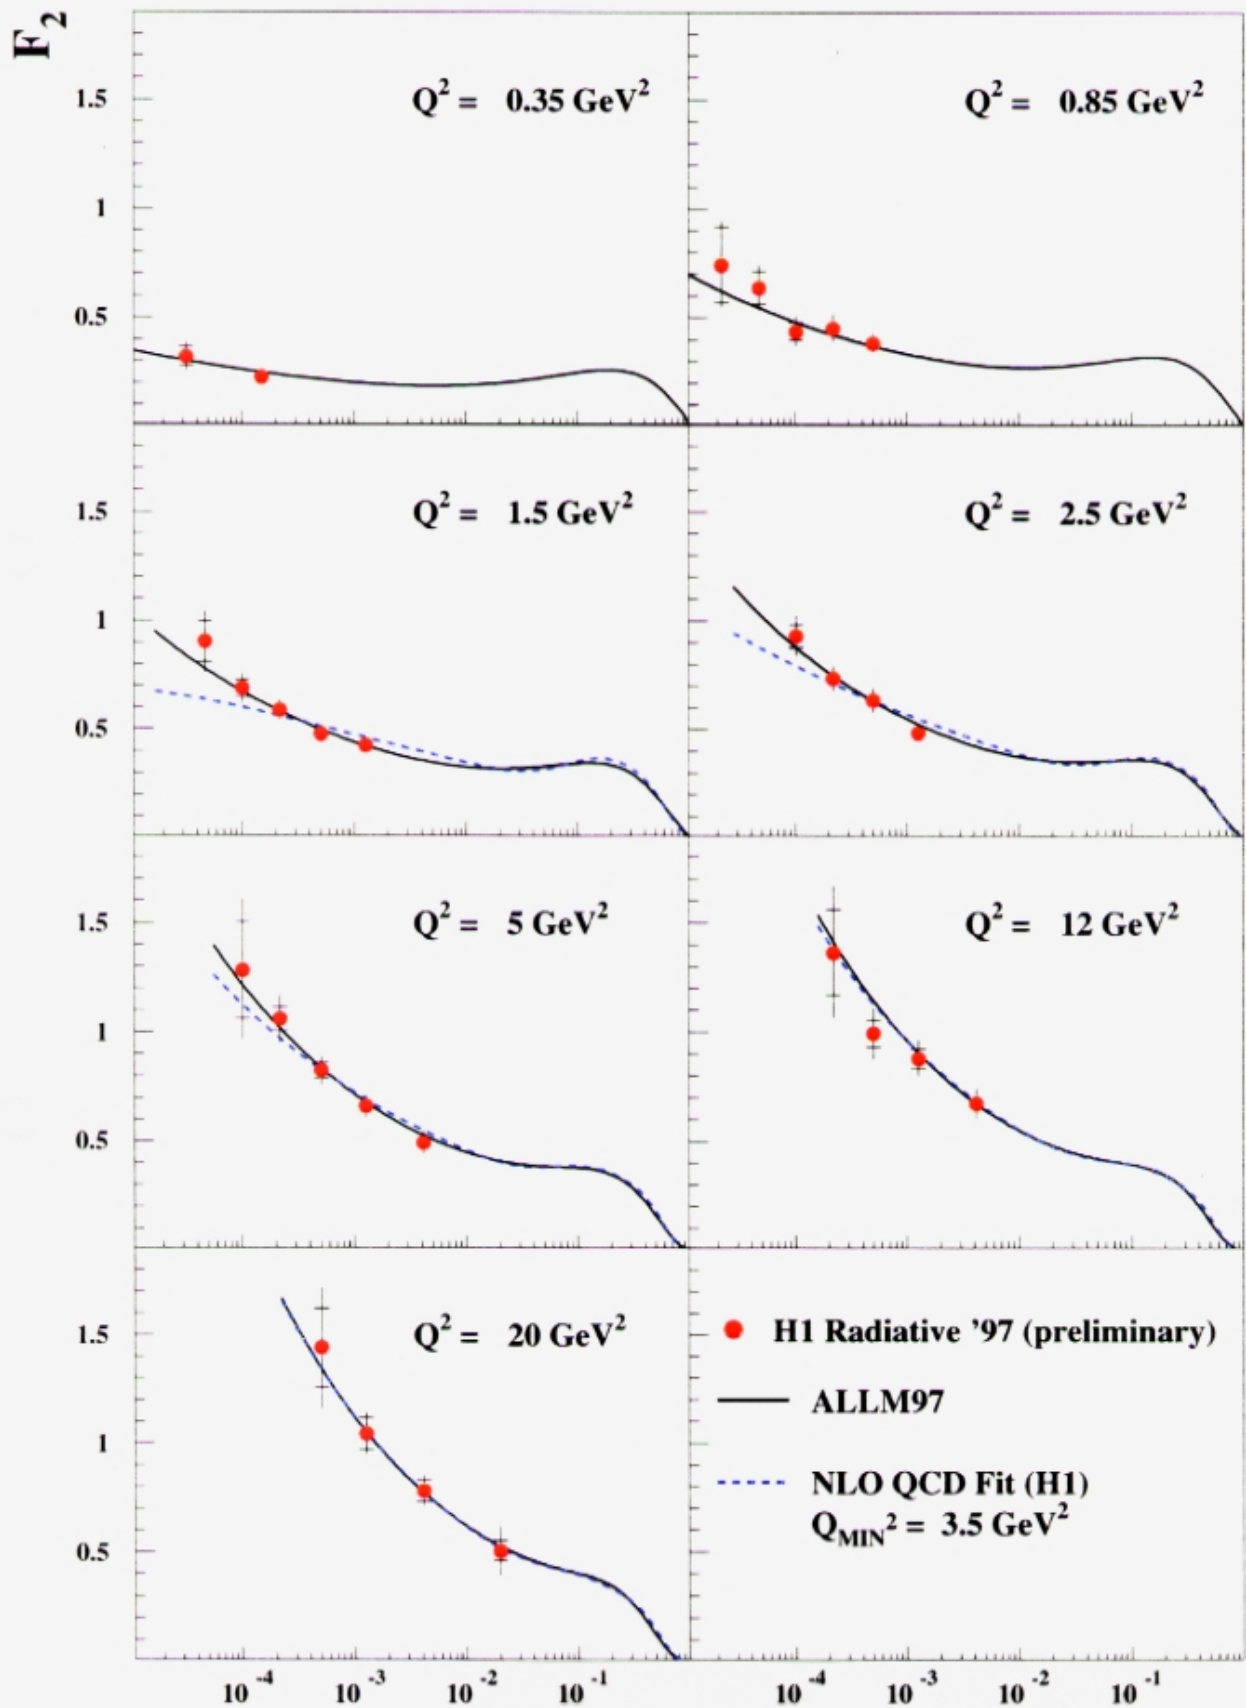 F₂
Q² = 0.35 GeV²
Q² = 0.85 GeV²
1.5
1
0.5
Q² = 1.5 GeV²
Q² = 2.5 GeV²
1.5
1
0.5
Q² = 5 GeV²
Q² = 12 GeV²
1.5
1
0.5
Q² = 20 GeV²
1.5
1
0.5
H1 Radiative ’97 (preliminary)
ALLM97
NLO QCD Fit (H1)
Q_MIN² = 3.5 GeV²
10⁻⁴ 10⁻³ 10⁻² 10⁻¹ 10⁻⁴ 10⁻³ 10⁻² 10⁻¹